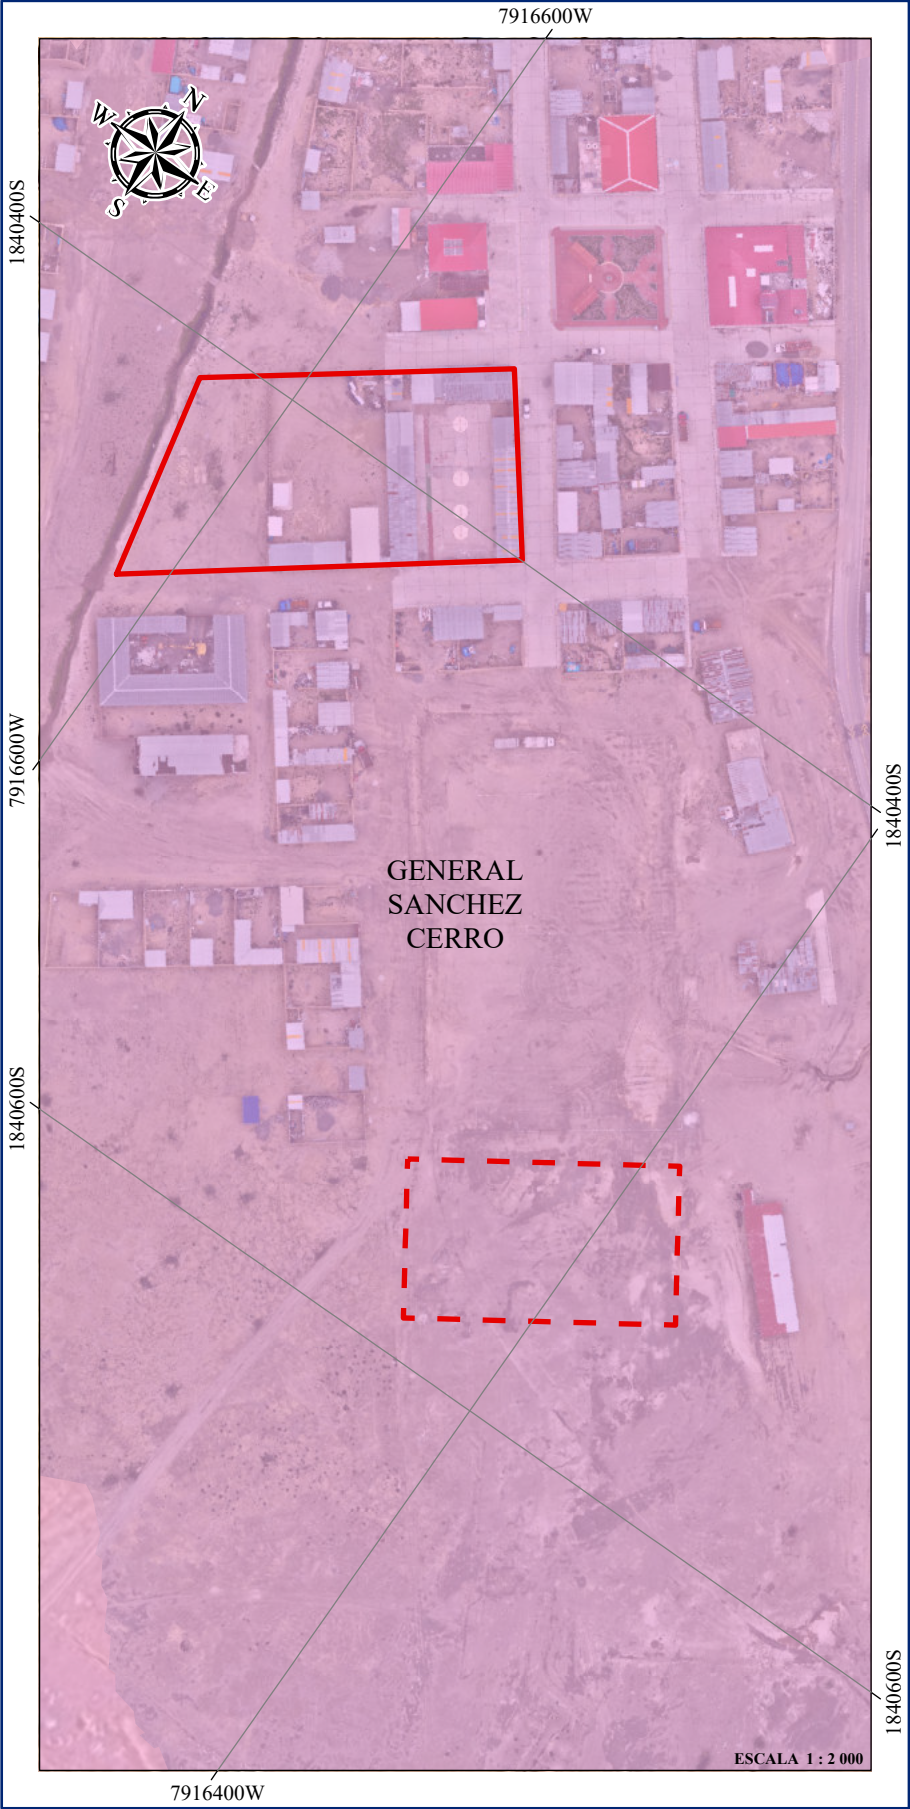 7916600W
N
W
E
S
1840400S
7916600W
1840400S
GENERAL
SANCHEZ
CERRO
1840600S
1840600S
ESCALA 1 : 2 000
7916400W